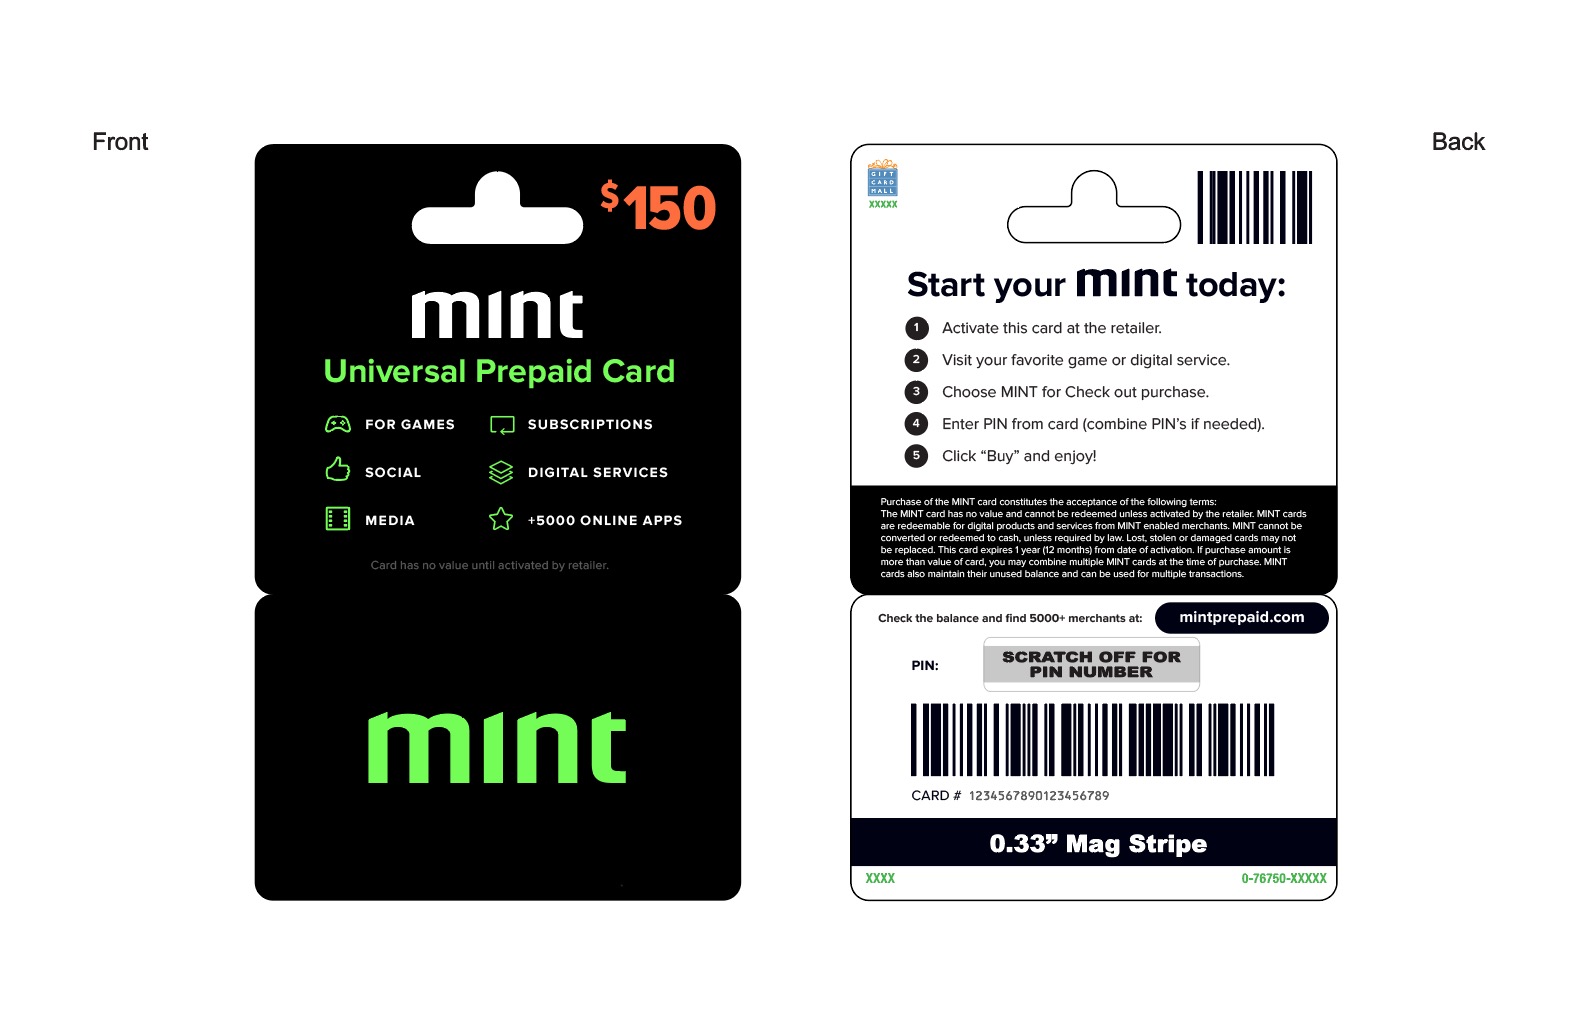 Front
$150
mint
Universal Prepaid Card
FOR GAMES
SUBSCRIPTIONS
SOCIAL
DIGITAL SERVICES
MEDIA
+5000 ONLINE APPS
Card has no value until activated by retailer.
mint
Back
GIFT
CARD
MALL
XXXXX
Start your mint today:
1 Activate this card at the retailer.
2 Visit your favorite game or digital service.
3 Choose MINT for Check out purchase.
4 Enter PIN from card (combine PIN’s if needed).
5 Click “Buy” and enjoy!
Purchase of the MINT card constitutes the acceptance of the following terms:
The MINT card has no value and cannot be redeemed unless activated by the retailer. MINT cards
are redeemable for digital products and services from MINT enabled merchants. MINT cannot be
converted or redeemed to cash, unless required by law. Lost, stolen or damaged cards may not
be replaced. This card expires 1 year (12 months) from date of activation. If purchase amount is
more than value of card, you may combine multiple MINT cards at the time of purchase. MINT
cards also maintain their unused balance and can be used for multiple transactions.
Check the balance and find 5000+ merchants at: mintprepaid.com
PIN:
SCRATCH OFF FOR
PIN NUMBER
CARD # 1234567890123456789
0.33” Mag Stripe
XXXX
0-76750-XXXXX